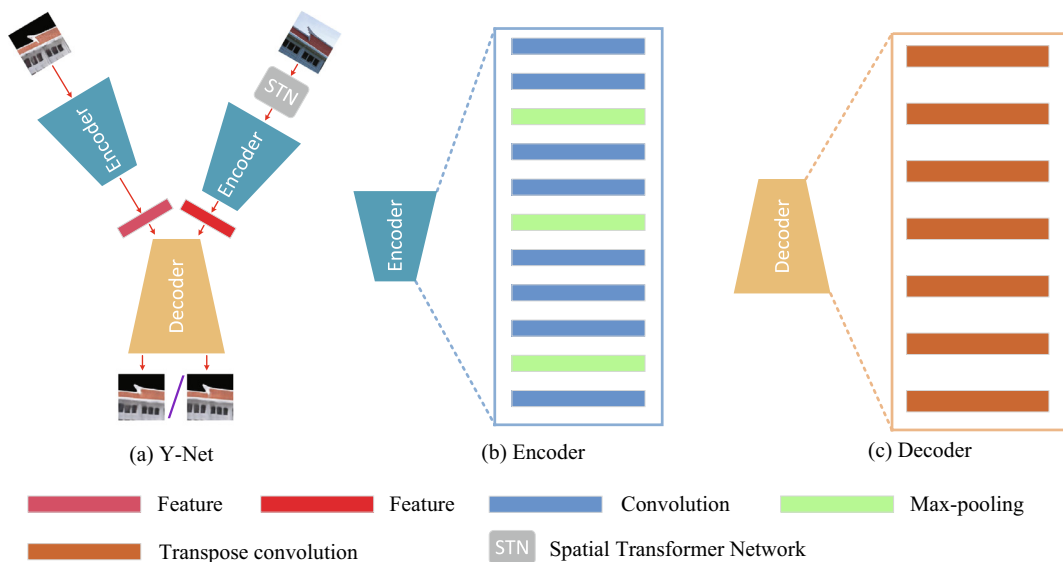 STN
Encoder
Encoder
Decoder
Encoder
Decoder
(a) Y-Net
(b) Encoder
(c) Decoder
Feature
Feature
Convolution
Max-pooling
Transpose convolution
STN
Spatial Transformer Network